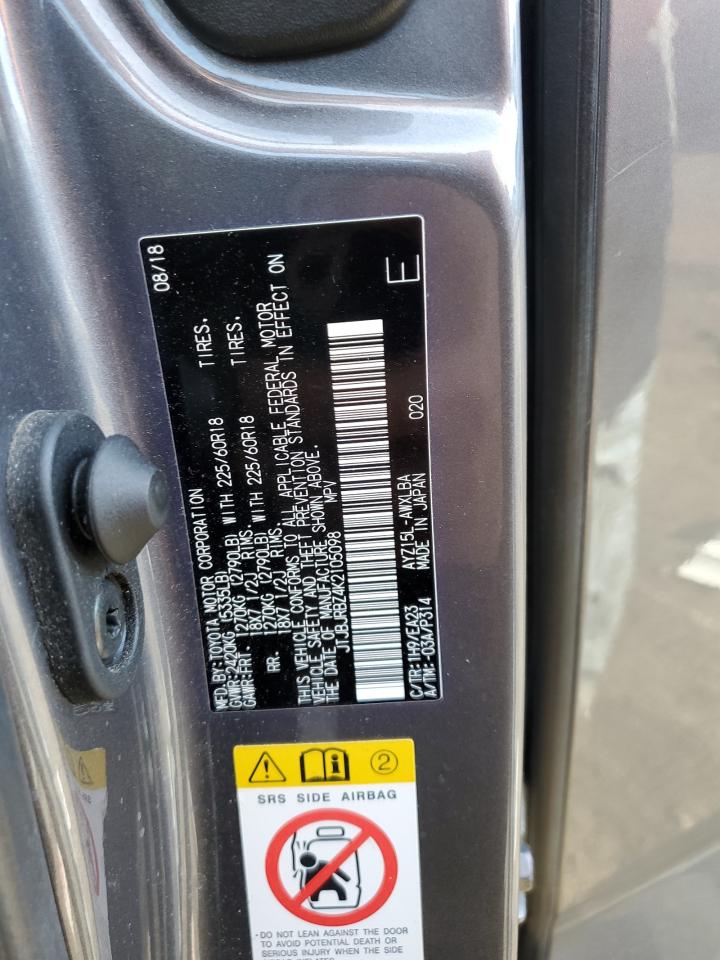 MFD.BY:TOYOTA MOTOR CORPORATION 08/18
GVWR:2420KG (5335LB)
GAWR:FRT. 1270KG (2790LB) WITH 225/60R18 TIRES,
18X7 1/2J RIMS,
RR. 1270KG (2790LB) WITH 225/60R18 TIRES,
18X7 1/2J RIMS,
THIS VEHICLE CONFORMS TO ALL APPLICABLE FEDERAL MOTOR
VEHICLE SAFETY AND THEFT PREVENTION STANDARDS IN EFFECT ON
THE DATE OF MANUFACTURE SHOWN ABOVE.
JTJBJRBZ4K2105098 MPV
C/TR:1H9/EA23 AYZ15L-AWXLBA 020
A/TM:-03A/P314 MADE IN JAPAN
E
2
SRS SIDE AIRBAG
- DO NOT LEAN AGAINST THE DOOR
TO AVOID POTENTIAL DEATH OR
SERIOUS INJURY WHEN THE SIDE